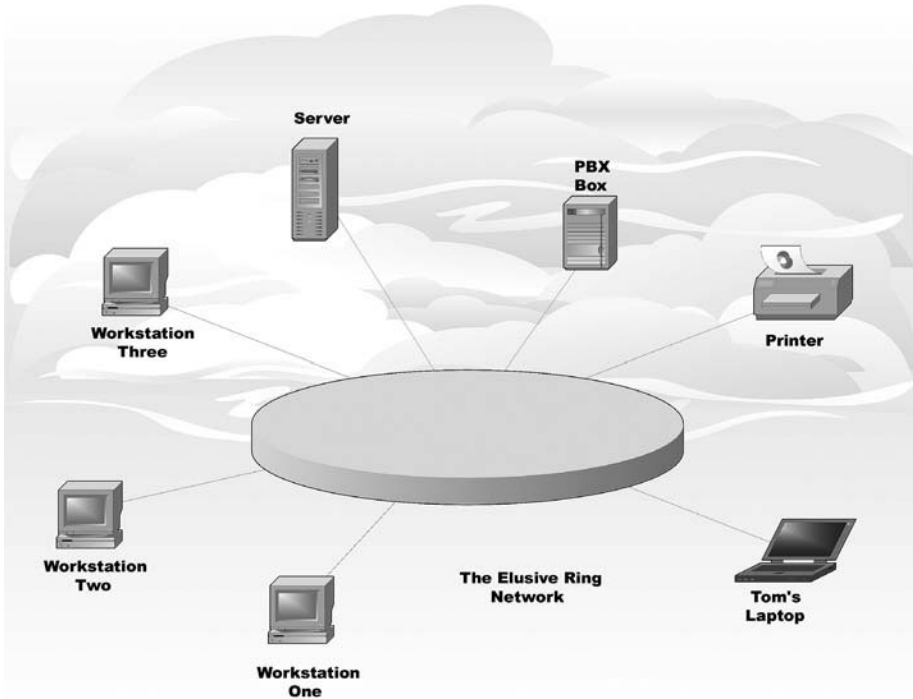 Server
PBX
Box
Workstation
Three
Printer
Workstation
Two
The Elusive Ring
Network
Tom's
Laptop
Workstation
One